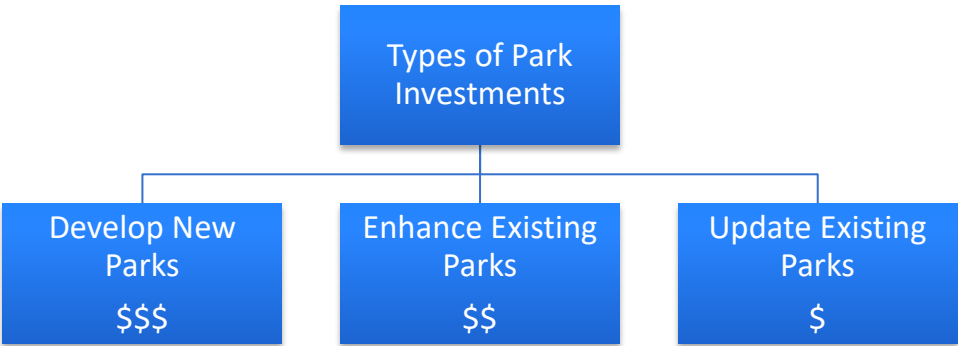 Types of Park
Investments
Develop New
Parks
$$$
Enhance Existing
Parks
$$
Update Existing
Parks
$